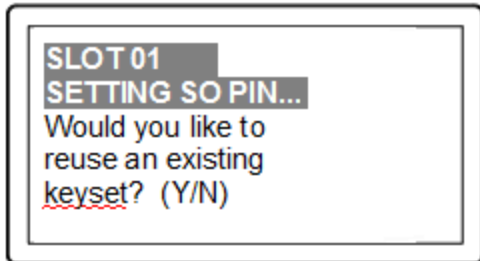 SLOT 01
SETTING SO PIN...
Would you like to
reuse an existing
keyset?  (Y/N)